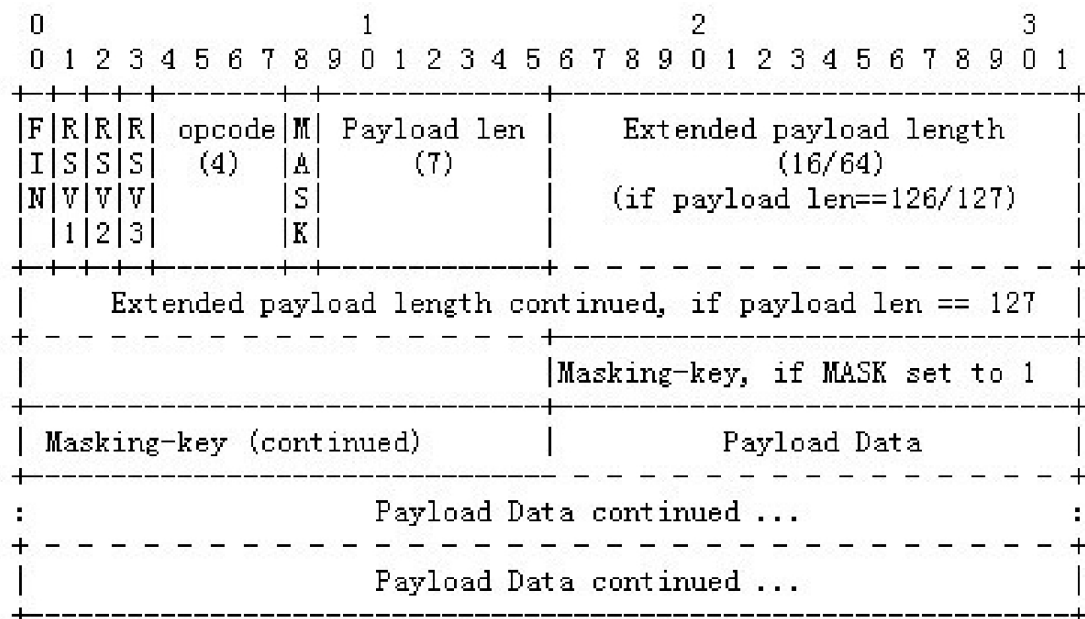 0                   1                   2                   3
 0 1 2 3 4 5 6 7 8 9 0 1 2 3 4 5 6 7 8 9 0 1 2 3 4 5 6 7 8 9 0 1
+-+-+-+-+-------+-+-------------+-------------------------------+
|F|R|R|R| opcode|M| Payload len |    Extended payload length    |
|I|S|S|S|  (4)  |A|     (7)     |             (16/64)           |
|N|V|V|V|       |S|             |   (if payload len==126/127)   |
| |1|2|3|       |K|             |                               |
+-+-+-+-+-------+-+-------------+ - - - - - - - - - - - - - - - +
|     Extended payload length continued, if payload len == 127  |
+ - - - - - - - - - - - - - - - +-------------------------------+
|                               |Masking-key, if MASK set to 1  |
+-------------------------------+-------------------------------+
| Masking-key (continued)       |          Payload Data         |
+-------------------------------- - - - - - - - - - - - - - - - +
:                     Payload Data continued ...                :
+ - - - - - - - - - - - - - - - - - - - - - - - - - - - - - - - +
|                     Payload Data continued ...                |
+---------------------------------------------------------------+